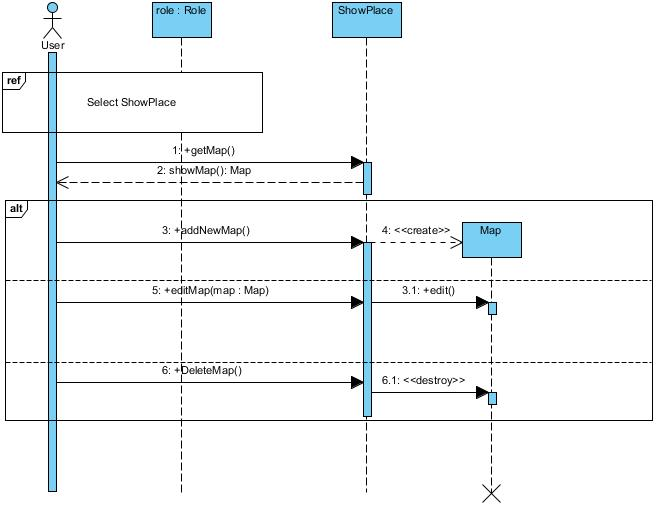 role : Role
ShowPlace
User
ref
Select ShowPlace
1: +getMap()
2: showMap(): Map
alt
3: +addNewMap()
4: <<create>>
Map
5: +editMap(map : Map)
3.1: +edit()
6: +DeleteMap()
6.1: <<destroy>>